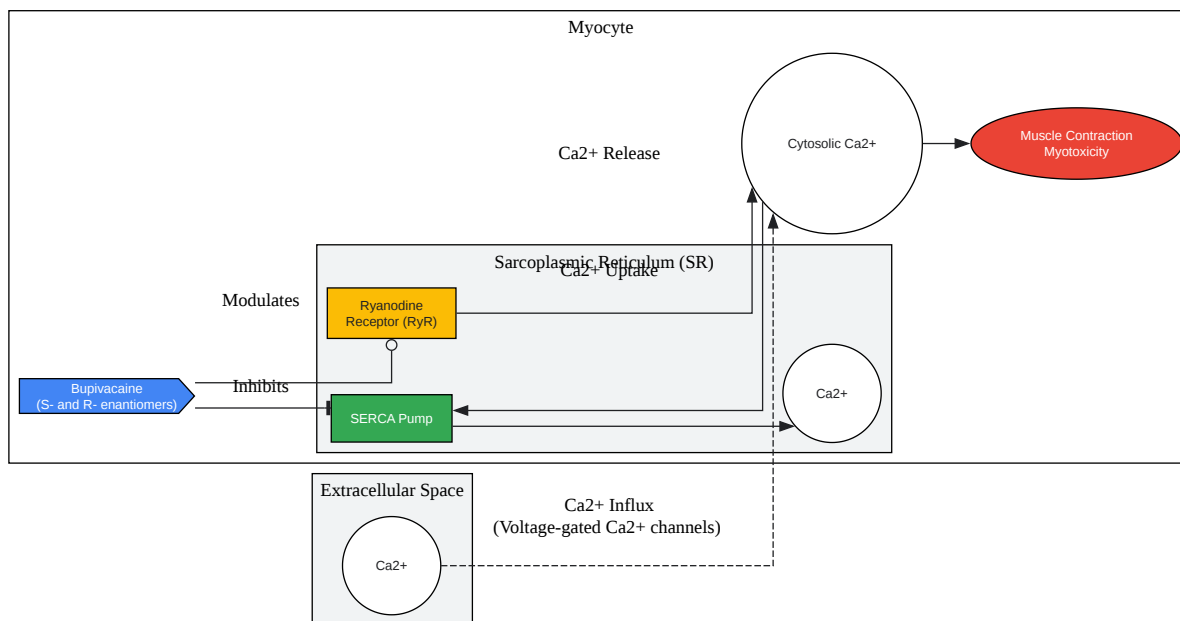 Myocyte
Cytosolic Ca2+
Muscle Contraction
Myotoxicity
Ca2+ Release
Sarcoplasmic Reticulum (SR)
Ca2+ Uptake
Modulates
Ryanodine
Receptor (RyR)
Bupivacaine
(S- and R- enantiomers)
Inhibits
SERCA Pump
Ca2+
Extracellular Space
Ca2+ Influx
(Voltage-gated Ca2+ channels)
Ca2+